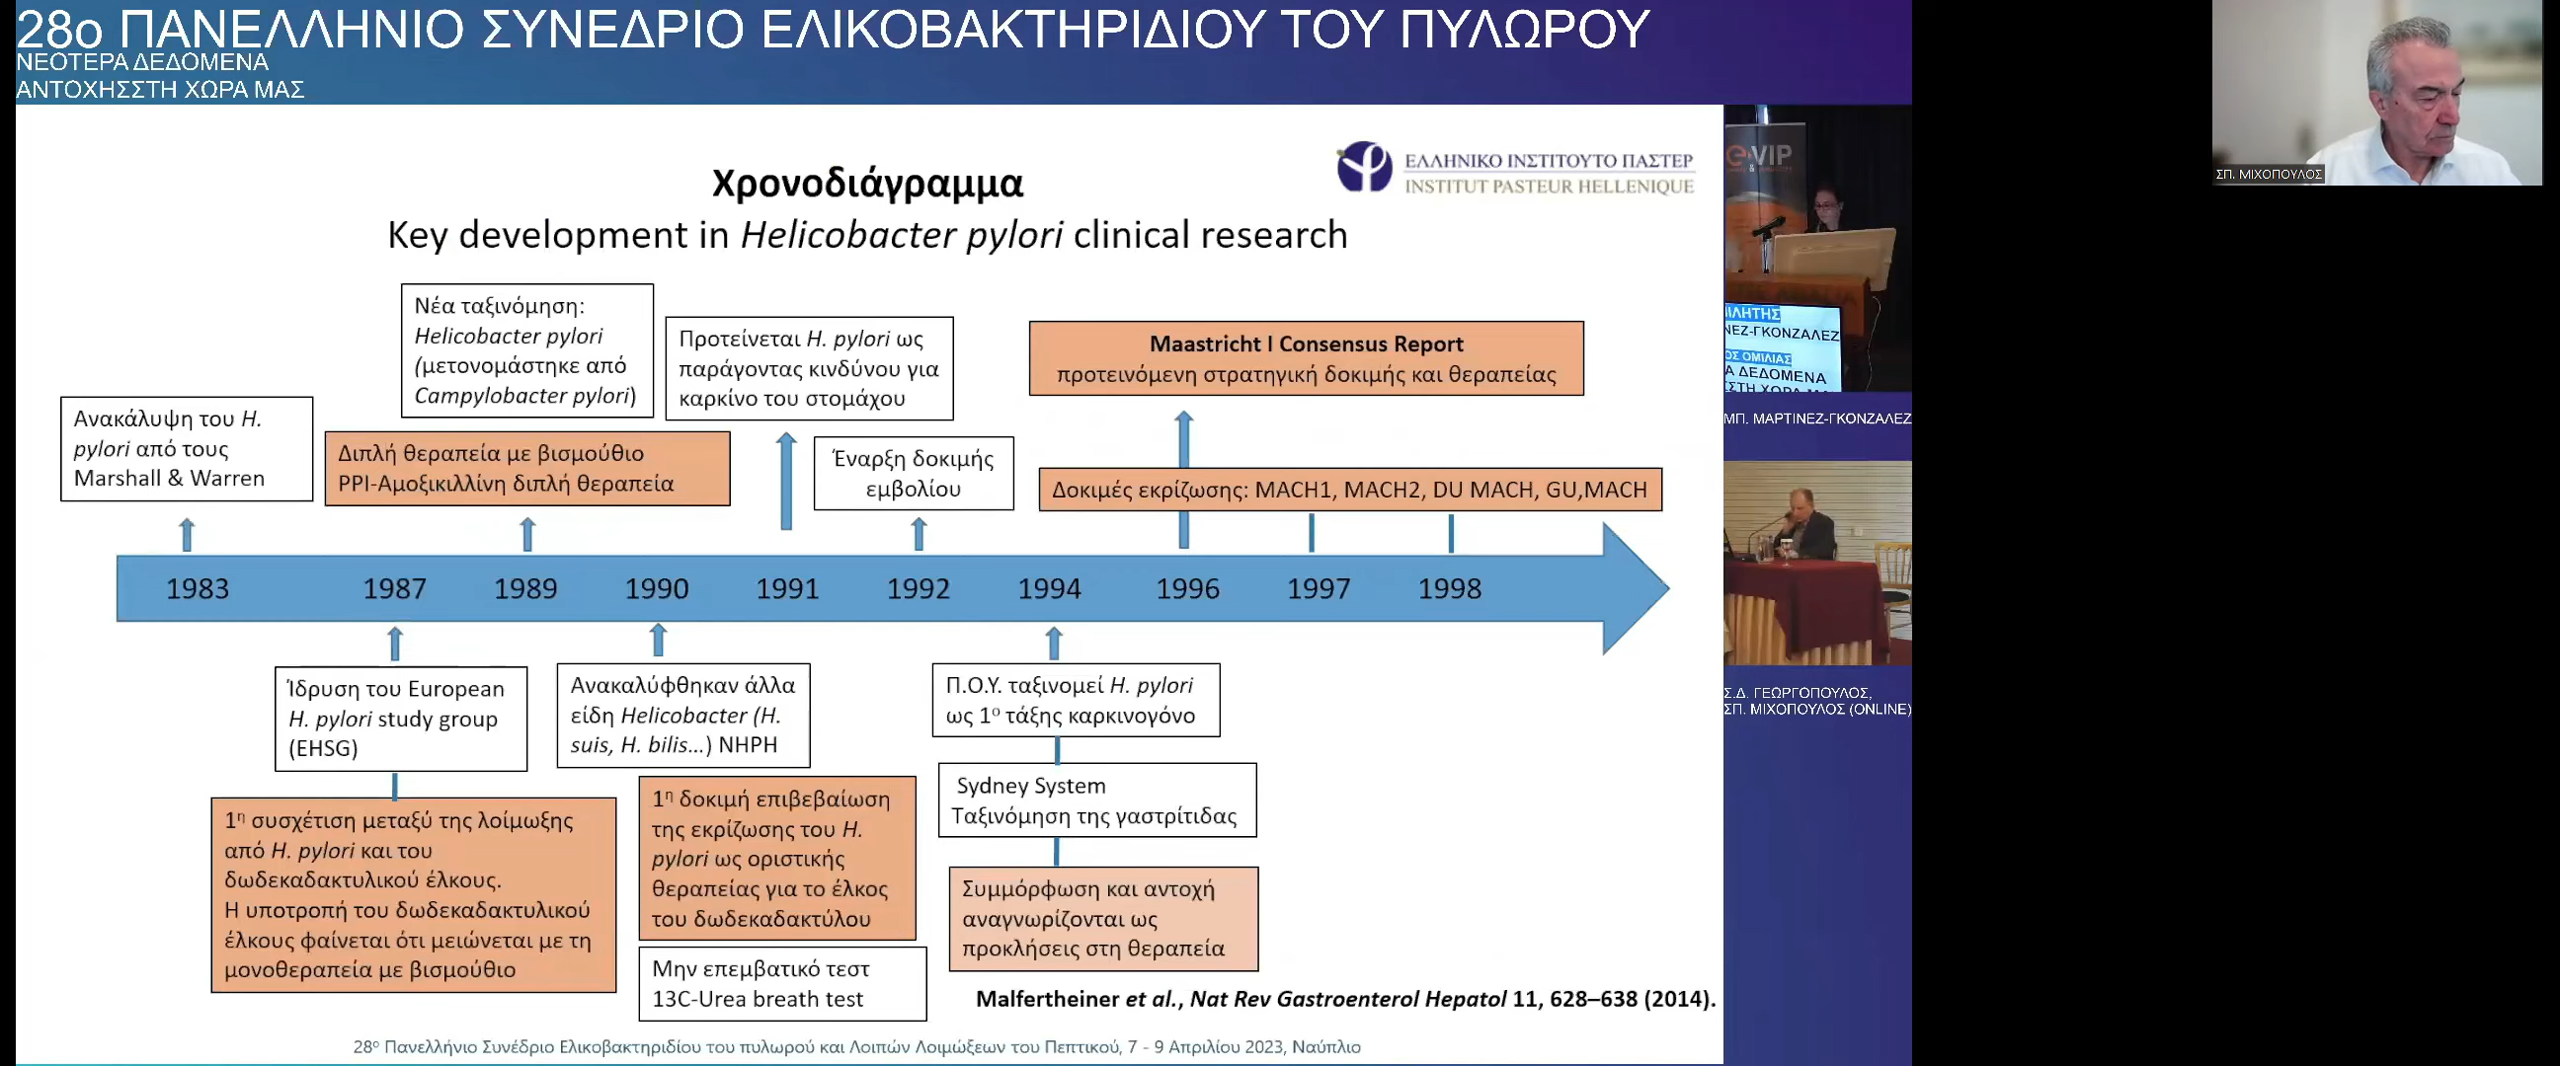 28ο ΠΑΝΕΛΛΗΝΙΟ ΣΥΝΕΔΡΙΟ ΕΛΙΚΟΒΑΚΤΗΡΙΔΙΟΥ ΤΟΥ ΠΥΛΩΡΟΥ
ΝΕΟΤΕΡΑ ΔΕΔΟΜΕΝΑ
ΑΝΤΟΧΗΣΣΤΗ ΧΩΡΑ ΜΑΣ
ΣΠ. ΜΙΧΟΠΟΥΛΟΣ
ΕΛΛΗΝΙΚΟ ΙΝΣΤΙΤΟΥΤΟ ΠΑΣΤΕΡ
INSTITUT PASTEUR HELLENIQUE
Χρονοδιάγραμμα
Key development in Helicobacter pylori clinical research
Ανακάλυψη του H.
pylori από τους
Marshall & Warren
Νέα ταξινόμηση:
Helicobacter pylori
(μετονομάστηκε από
Campylobacter pylori)
Διπλή θεραπεία με βισμούθιο
PPI-Αμοξικιλλίνη διπλή θεραπεία
Προτείνεται H. pylori ως
παράγοντας κινδύνου για
καρκίνο του στομάχου
Έναρξη δοκιμής
εμβολίου
Maastricht I Consensus Report
προτεινόμενη στρατηγική δοκιμής και θεραπείας
Δοκιμές εκρίζωσης: MACH1, MACH2, DU MACH, GU,MACH
1983 1987 1989 1990 1991 1992 1994 1996 1997 1998
Ίδρυση του European
H. pylori study group
(EHSG)
1η συσχέτιση μεταξύ της λοίμωξης
από H. pylori και του
δωδεκαδακτυλικού έλκους.
Η υποτροπή του δωδεκαδακτυλικού
έλκους φαίνεται ότι μειώνεται με τη
μονοθεραπεία με βισμούθιο
Ανακαλύφθηκαν άλλα
είδη Helicobacter (H.
suis, H. bilis...) NHPH
1η δοκιμή επιβεβαίωση
της εκρίζωσης του H.
pylori ως οριστικής
θεραπείας για το έλκος
του δωδεκαδακτύλου
Μην επεμβατικό τεστ
13C-Urea breath test
Π.Ο.Υ. ταξινομεί H. pylori
ως 1ο τάξης καρκινογόνο
Sydney System
Ταξινόμηση της γαστρίτιδας
Συμμόρφωση και αντοχή
αναγνωρίζονται ως
προκλήσεις στη θεραπεία
Malfertheiner et al., Nat Rev Gastroenterol Hepatol 11, 628–638 (2014).
28ο Πανελλήνιο Συνέδριο Ελικοβακτηριδίου του πυλωρού και Λοιπών Λοιμώξεων του Πεπτικού, 7 - 9 Απριλίου 2023, Ναύπλιο
e-VIP
ΙΛΗΤΗΣ
ΝΕΖ-ΓΚΟΝΖΑΛΕΖ
ΟΣ ΟΜΙΛΙΑΣ
Α ΔΕΔΟΜΕΝΑ
ΣΣΤΗ ΧΩΡΑ ΜΑ
ΜΠ. ΜΑΡΤΙΝΕΖ-ΓΚΟΝΖΑΛΕΖ
Σ.Δ. ΓΕΩΡΓΟΠΟΥΛΟΣ,
ΣΠ. ΜΙΧΟΠΟΥΛΟΣ (ONLINE)